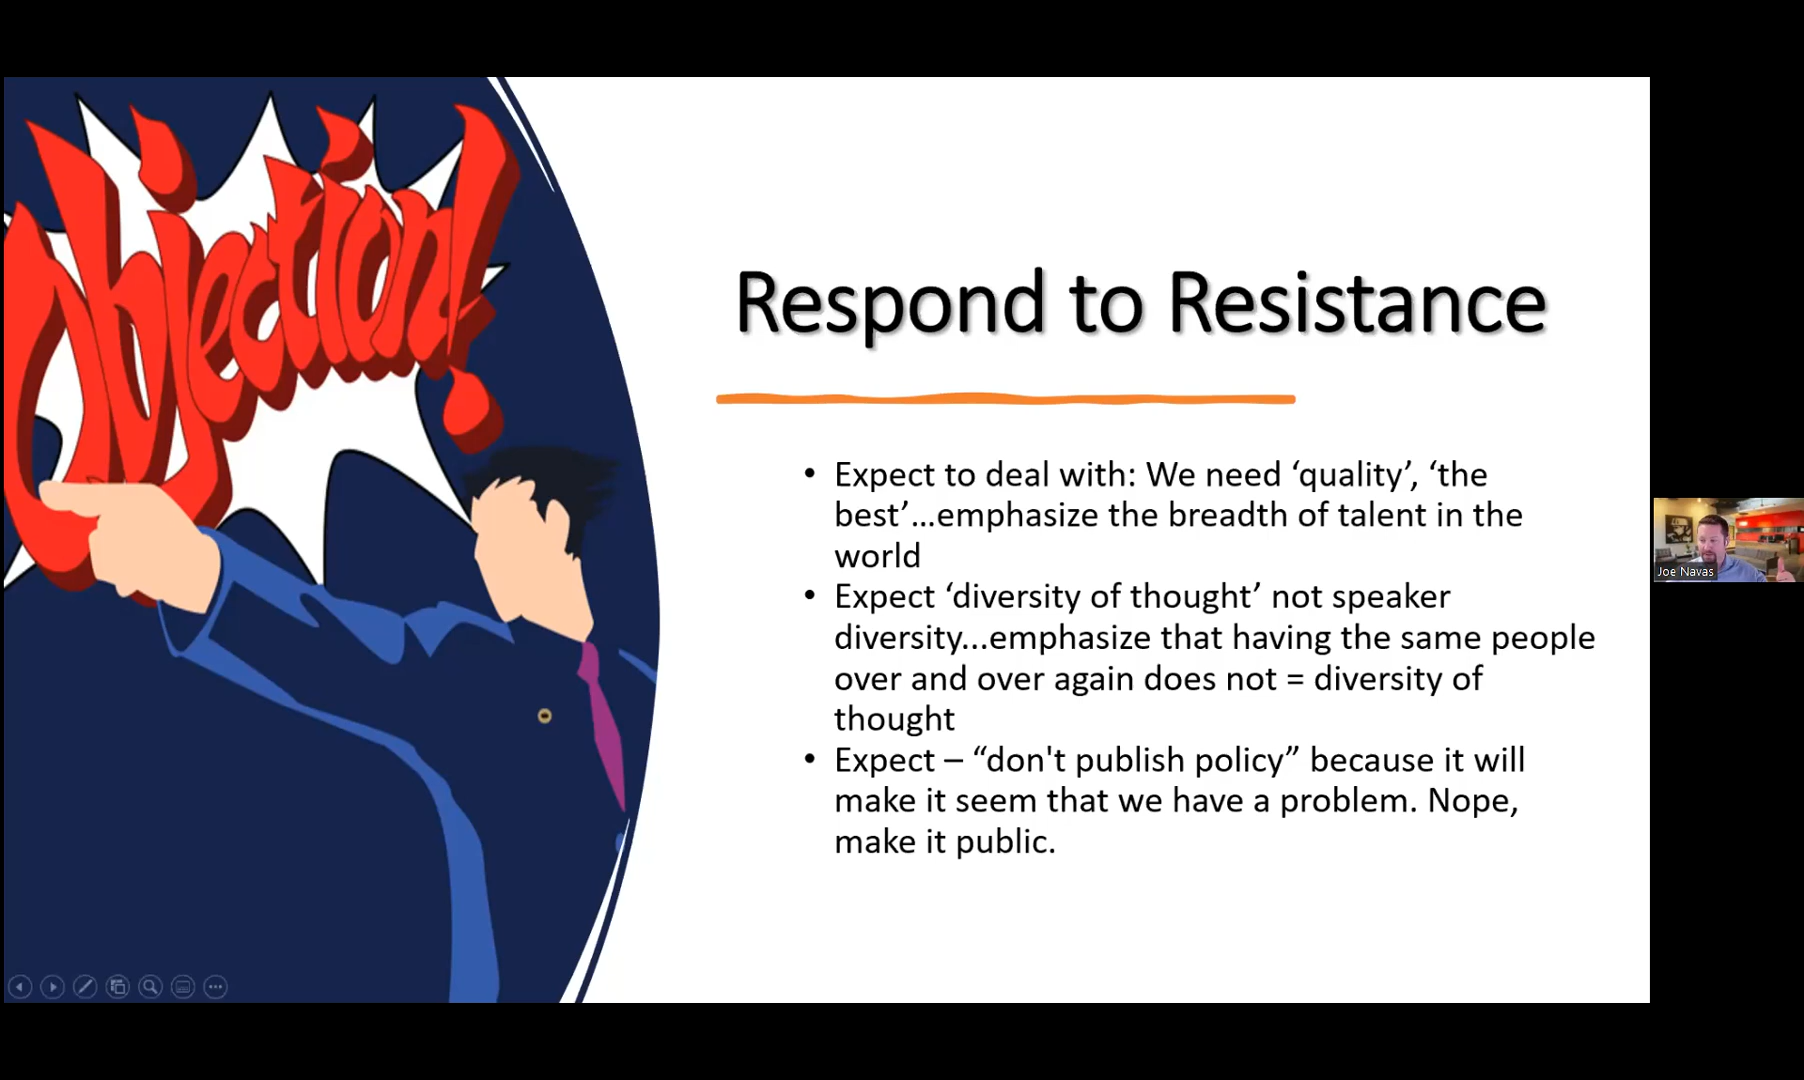 Objection!
Respond to Resistance
• Expect to deal with: We need ‘quality’, ‘the
best’...emphasize the breadth of talent in the
world
• Expect ‘diversity of thought’ not speaker
diversity...emphasize that having the same people
over and over again does not = diversity of
thought
• Expect – “don't publish policy” because it will
make it seem that we have a problem. Nope,
make it public.
Joe Navas